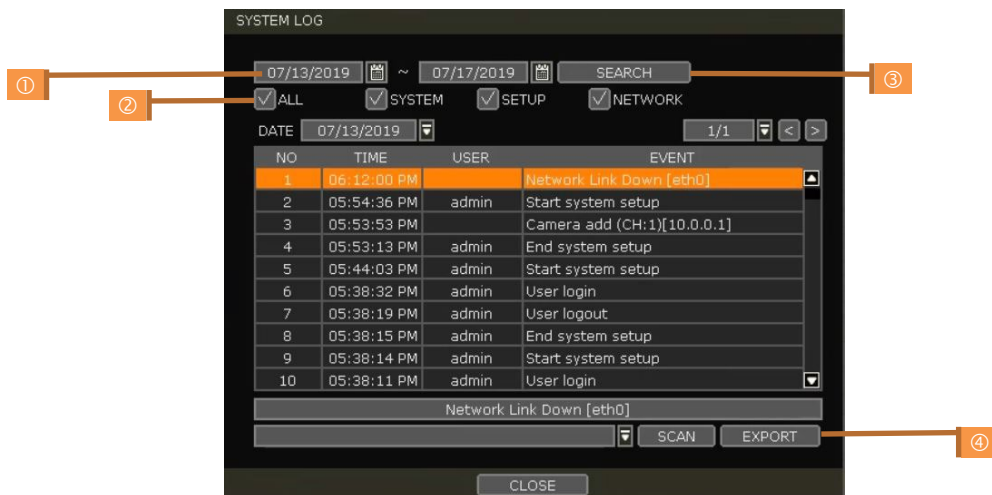 SYSTEM LOG
① 07/13/2019 ~ 07/17/2019 SEARCH ③
② ALL SYSTEM SETUP NETWORK
DATE 07/13/2019 1/1 < >
NO TIME USER EVENT
1 06:12:00 PM Network Link Down [eth0]
2 05:54:36 PM admin Start system setup
3 05:53:53 PM Camera add (CH:1)[10.0.0.1]
4 05:53:13 PM admin End system setup
5 05:44:03 PM admin Start system setup
6 05:38:32 PM admin User login
7 05:38:19 PM admin User logout
8 05:38:15 PM admin End system setup
9 05:38:14 PM admin Start system setup
10 05:38:11 PM admin User login
Network Link Down [eth0]
SCAN EXPORT ④
CLOSE